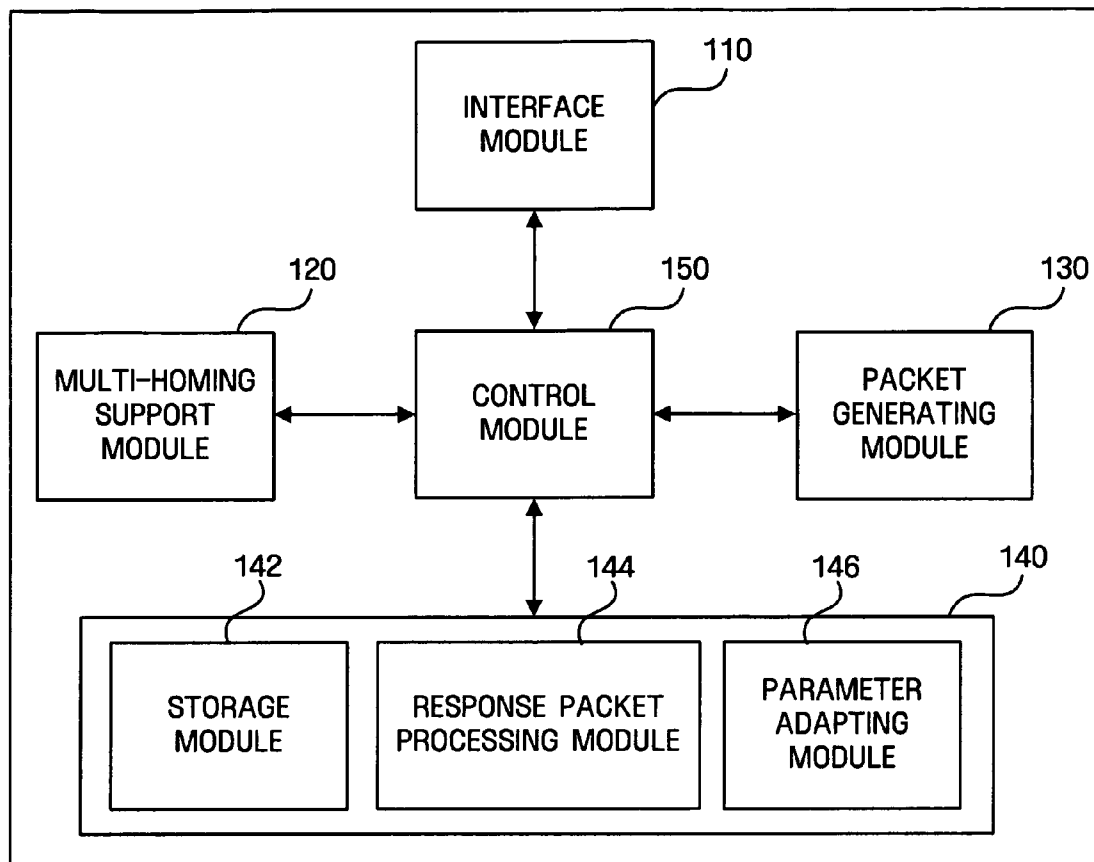 110
INTERFACE
MODULE
120
150
130
MULTI-HOMING
SUPPORT
MODULE
CONTROL
MODULE
PACKET
GENERATING
MODULE
142
144
146
140
STORAGE
MODULE
RESPONSE PACKET
PROCESSING MODULE
PARAMETER
ADAPTING
MODULE